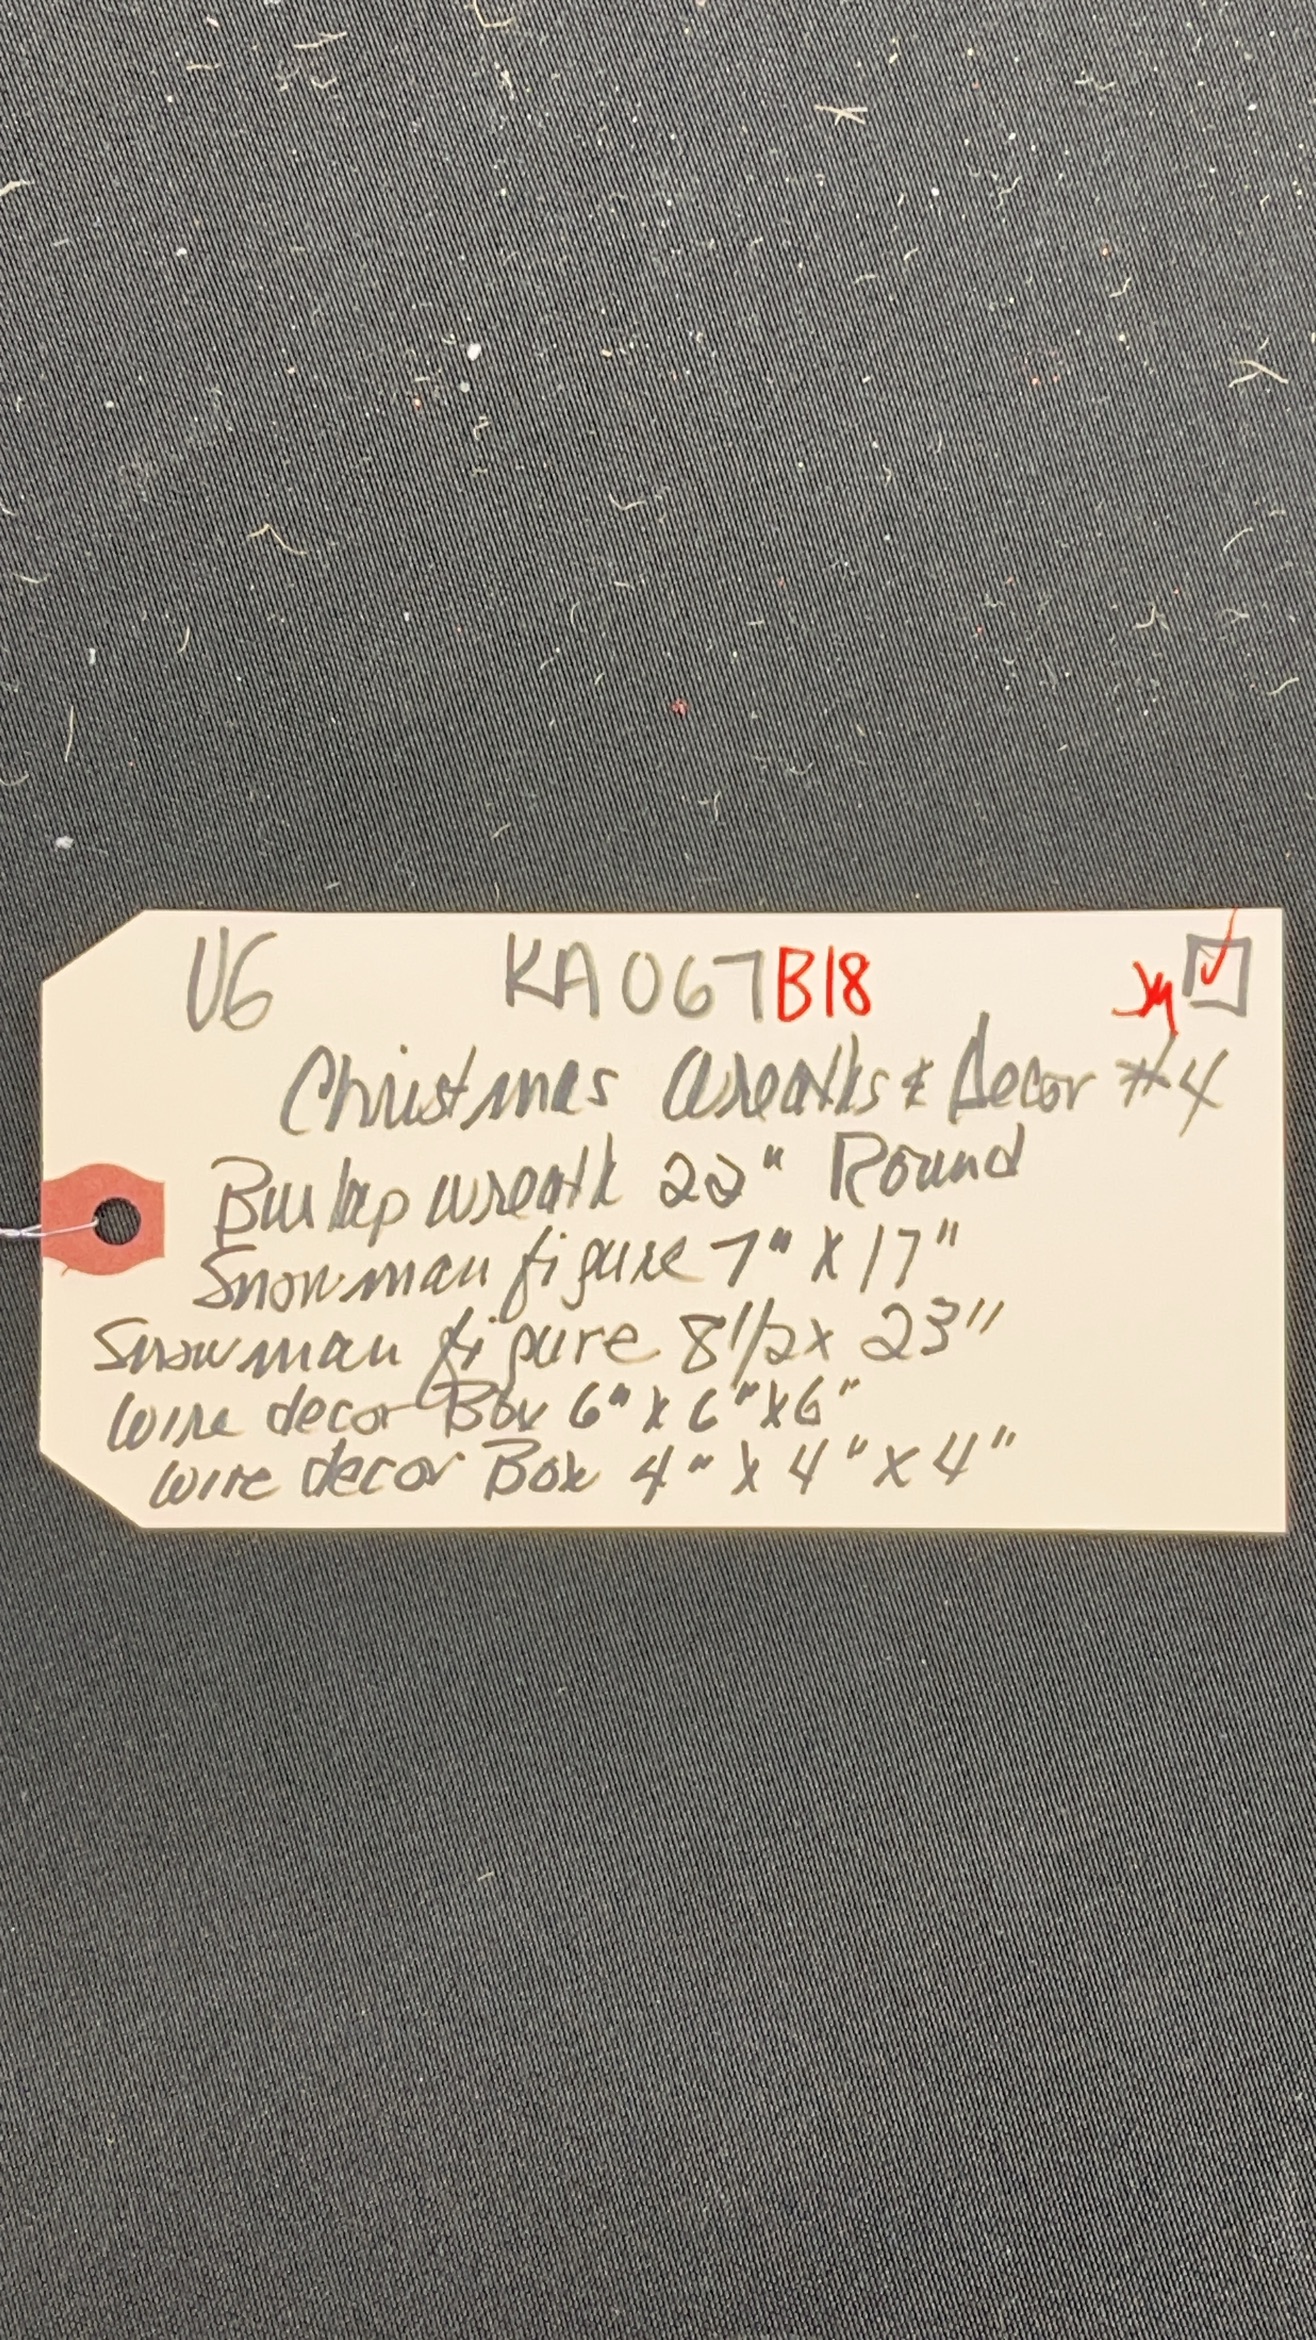 VG KA067B18
Christmas Wreaths & Decor #4
Burlap wreath 22" Round
Snowman figure 7" X 17"
Snowman figure 8 1/2 x 23"
Wire decor Box 6" X 6" X 6"
Wire decor Box 4" X 4" X 4"